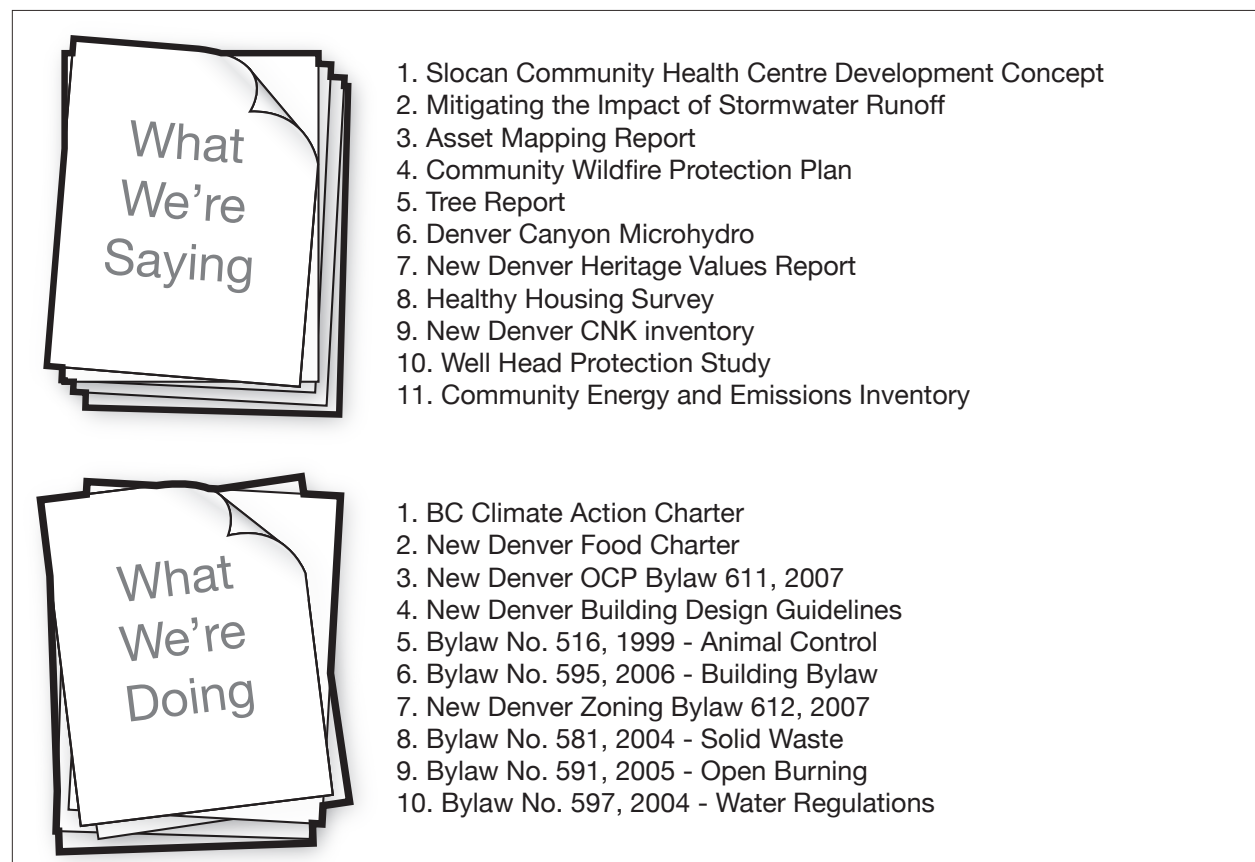 What
We're
Saying
1. Slocan Community Health Centre Development Concept
2. Mitigating the Impact of Stormwater Runoff
3. Asset Mapping Report
4. Community Wildfire Protection Plan
5. Tree Report
6. Denver Canyon Microhydro
7. New Denver Heritage Values Report
8. Healthy Housing Survey
9. New Denver CNK inventory
10. Well Head Protection Study
11. Community Energy and Emissions Inventory
What
We're
Doing
1. BC Climate Action Charter
2. New Denver Food Charter
3. New Denver OCP Bylaw 611, 2007
4. New Denver Building Design Guidelines
5. Bylaw No. 516, 1999 - Animal Control
6. Bylaw No. 595, 2006 - Building Bylaw
7. New Denver Zoning Bylaw 612, 2007
8. Bylaw No. 581, 2004 - Solid Waste
9. Bylaw No. 591, 2005 - Open Burning
10. Bylaw No. 597, 2004 - Water Regulations